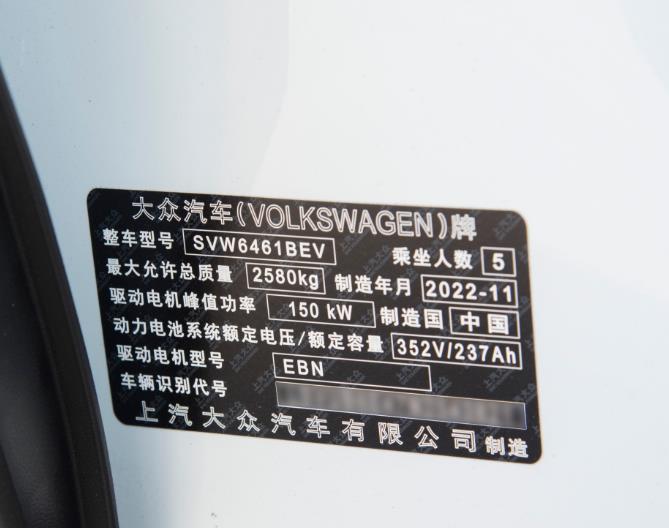 大众汽车(VOLKSWAGEN)牌
整车型号 SVW6461BEV 乘坐人数 5
最大允许总质量 2580kg 制造年月 2022-11
驱动电机峰值功率 150 kW 制造国 中国
动力电池系统额定电压/额定容量 352V/237Ah
驱动电机型号 EBN
车辆识别代号
上汽大众汽车有限公司制造